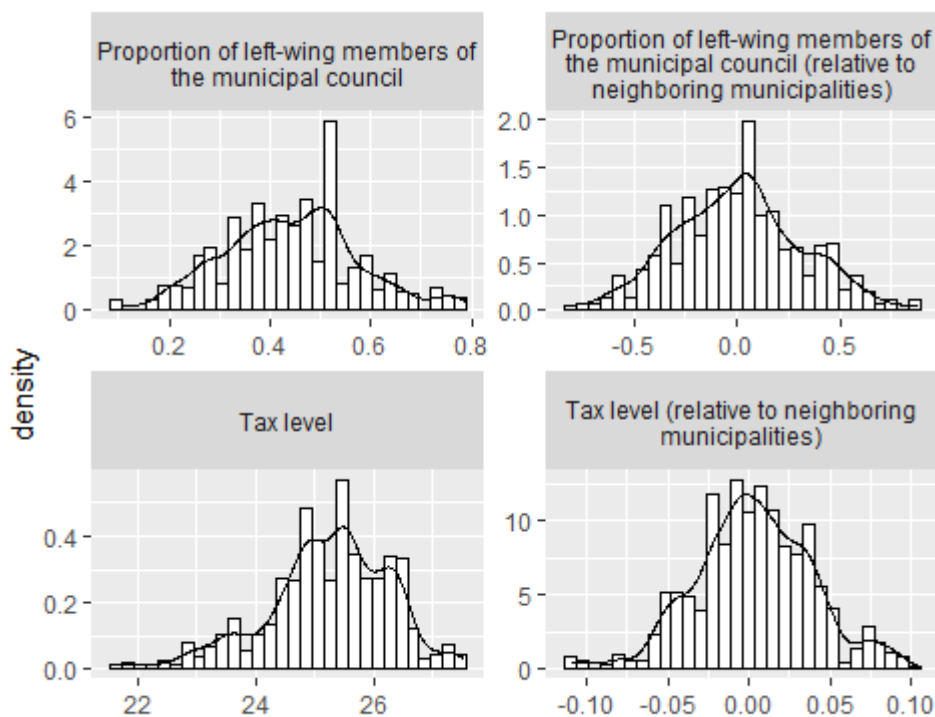 Proportion of left-wing members of
the municipal council
6
4
2
0
0.2 0.4 0.6 0.8
Proportion of left-wing members of
the municipal council (relative to
neighboring municipalities)
2.0
1.5
1.0
0.5
0.0
-0.5 0.0 0.5
density
Tax level
0.4
0.2
0.0
22 24 26
Tax level (relative to neighboring
municipalities)
10
5
0
-0.10 -0.05 0.00 0.05 0.10